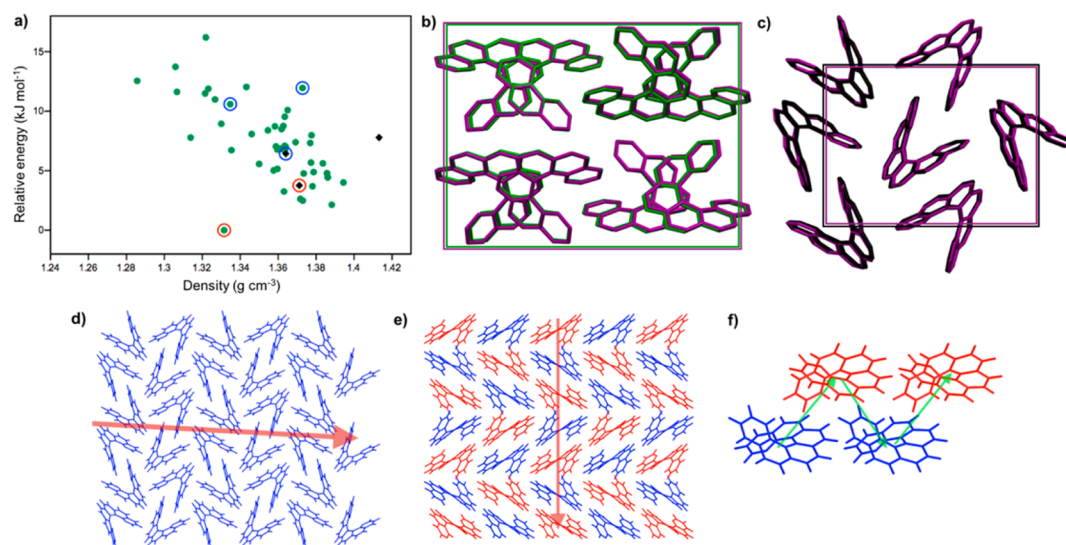 a)
b)
c)
Relative energy (kJ mol⁻¹)
15
10
5
0
1.24
1.26
1.28
1.3
1.32
1.34
1.36
1.38
1.4
1.42
Density (g cm⁻³)
d)
e)
f)